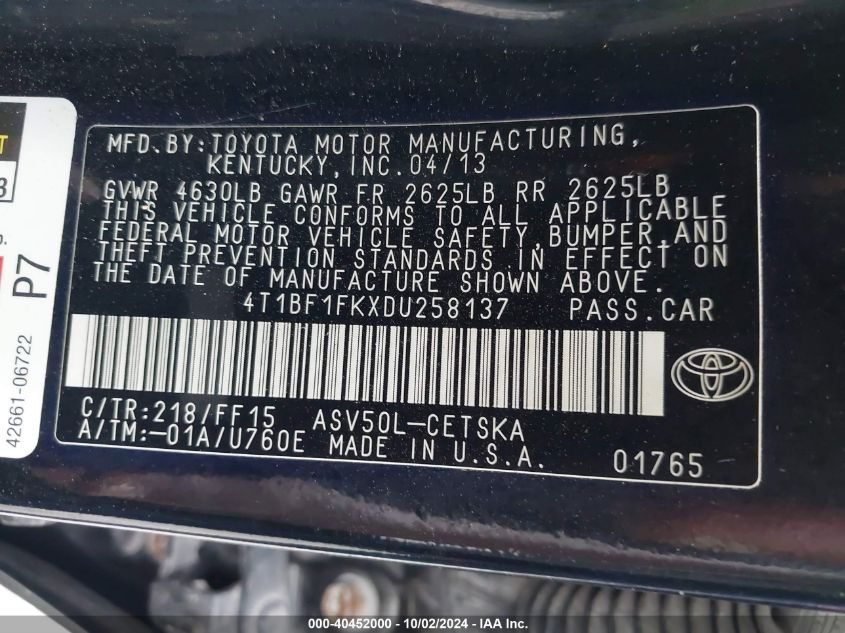 MFD.BY:TOYOTA MOTOR MANUFACTURING,
KENTUCKY,INC.04/13
GVWR 4630LB GAWR FR 2625LB RR 2625LB
THIS VEHICLE CONFORMS TO ALL APPLICABLE
FEDERAL MOTOR VEHICLE SAFETY,BUMPER,AND
THEFT PREVENTION STANDARDS IN EFFECT ON
THE DATE OF MANUFACTURE SHOWN ABOVE.
4T1BF1FKXDU258137 PASS.CAR
C/TR:218/FF15 ASV50L-CETSKA
A/TM:-01A/U760E MADE IN U.S.A. 01765
P7
42661-06722
000-40452000 - 10/02/2024 - IAA Inc.